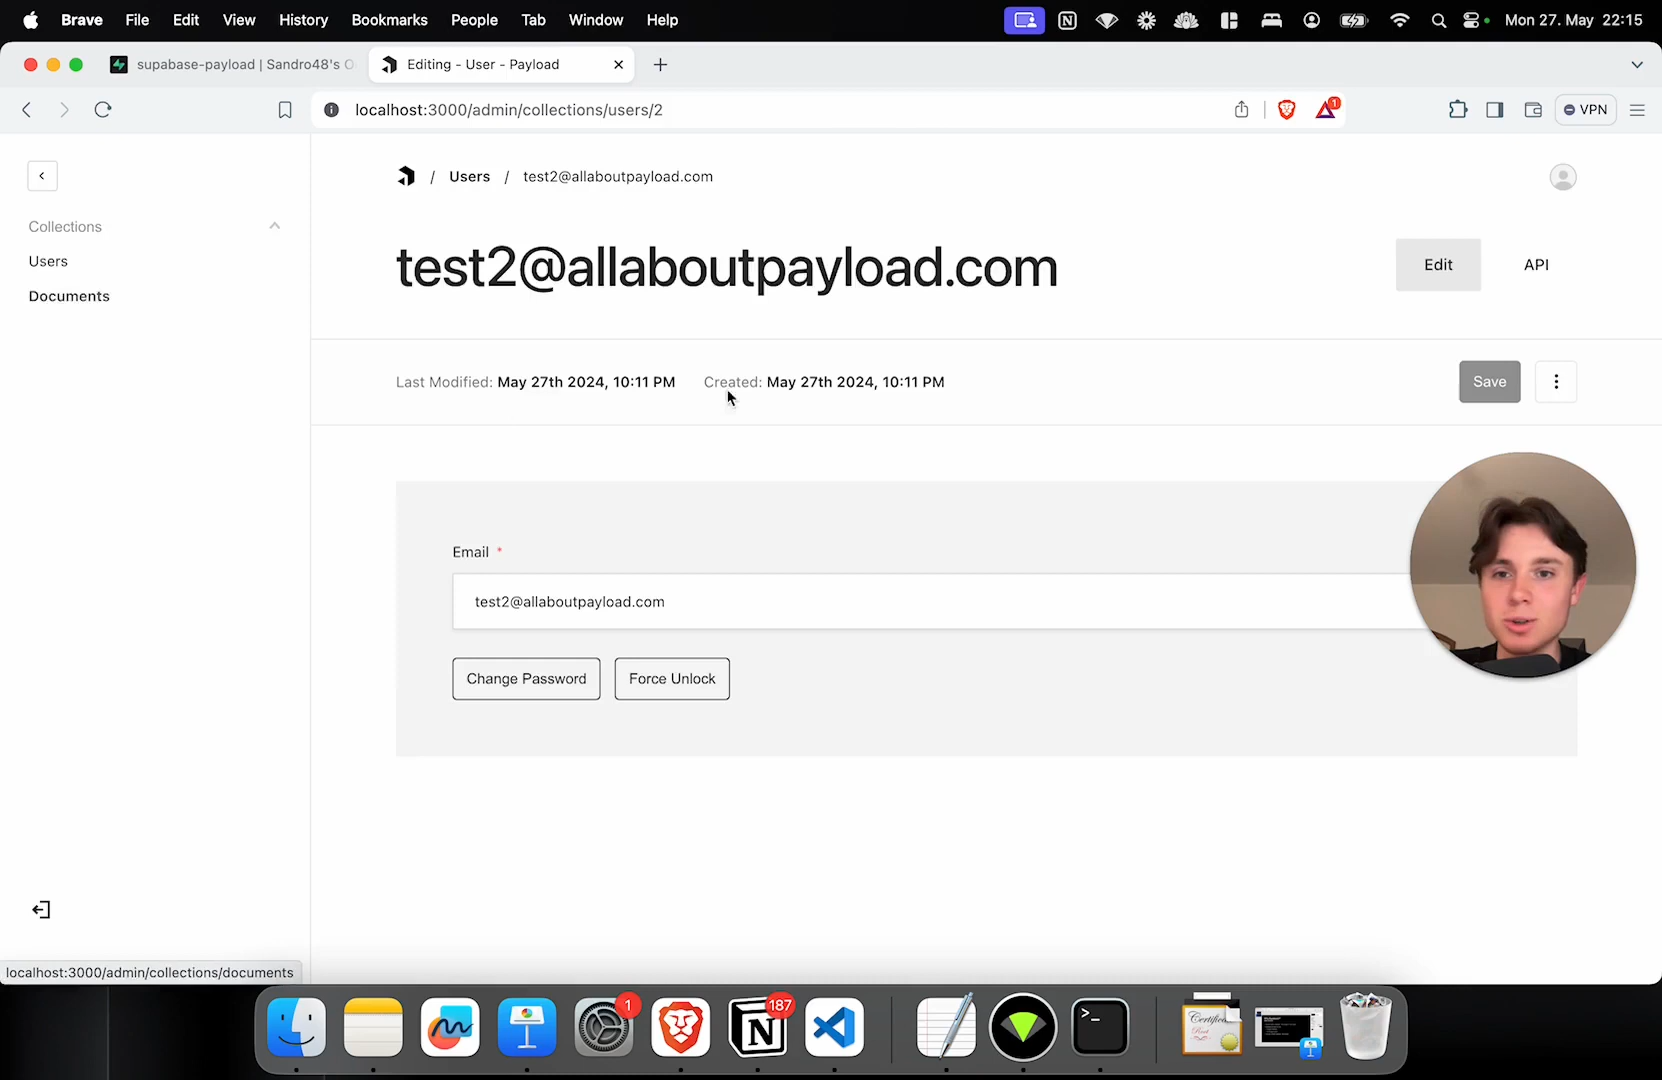 Brave File Edit View History Bookmarks People Tab Window Help Mon 27. May 22:15
supabase-payload | Sandro48's O
Editing - User - Payload
localhost:3000/admin/collections/users/2
1
VPN
/ Users / test2@allaboutpayload.com
Collections
Users
Documents
test2@allaboutpayload.com
Edit
API
Last Modified: May 27th 2024, 10:11 PM Created: May 27th 2024, 10:11 PM
Save
Email *
test2@allaboutpayload.com
Change Password
Force Unlock
localhost:3000/admin/collections/documents
1
187